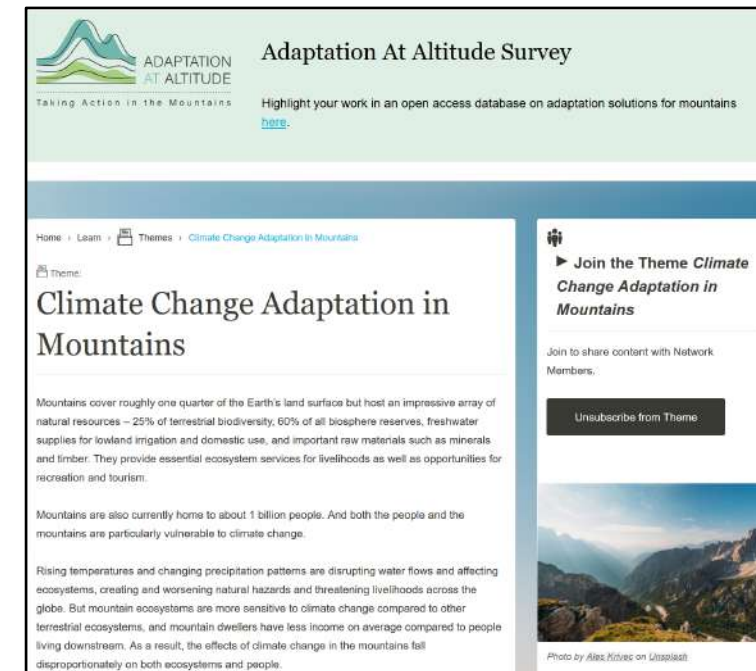 ADAPTATION
AT ALTITUDE
Taking Action in the Mountains
Adaptation At Altitude Survey
Highlight your work in an open access database on adaptation solutions for mountains
here.
Home › Learn › Themes › Climate Change Adaptation in Mountains
Theme:
Climate Change Adaptation in
Mountains
Mountains cover roughly one quarter of the Earth's land surface but host an impressive array of
natural resources – 25% of terrestrial biodiversity, 60% of all biosphere reserves, freshwater
supplies for lowland irrigation and domestic use, and important raw materials such as minerals
and timber. They provide essential ecosystem services for livelihoods as well as opportunities for
recreation and tourism.
Mountains are also currently home to about 1 billion people. And both the people and the
mountains are particularly vulnerable to climate change.
Rising temperatures and changing precipitation patterns are disrupting water flows and affecting
ecosystems, creating and worsening natural hazards and threatening livelihoods across the
globe. But mountain ecosystems are more sensitive to climate change compared to other
terrestrial ecosystems, and mountain dwellers have less income on average compared to people
living downstream. As a result, the effects of climate change in the mountains fall
disproportionately on both ecosystems and people.
► Join the Theme Climate
Change Adaptation in
Mountains
Join to share content with Network
Members.
Unsubscribe from Theme
Photo by Ales Krivec on Unsplash